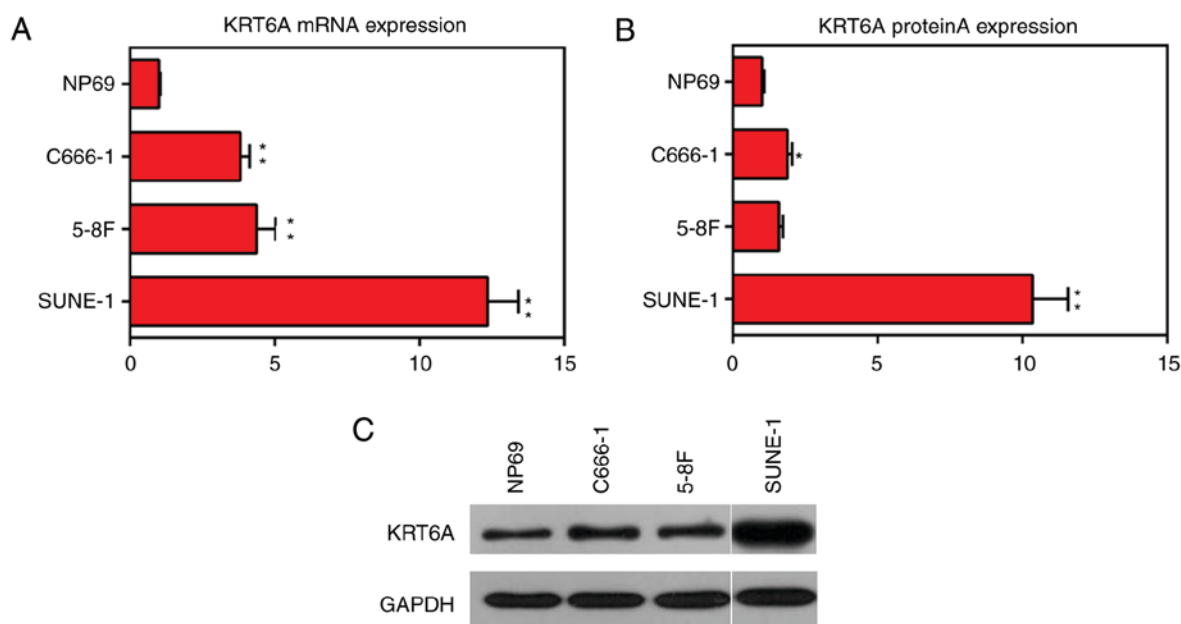 A
KRT6A mRNA expression
NP69
C666-1
**
5-8F
**
SUNE-1
**
0 5 10 15
B
KRT6A proteinA expression
NP69
C666-1
*
5-8F
SUNE-1
**
0 5 10 15
C
NP69 C666-1 5-8F SUNE-1
KRT6A
GAPDH